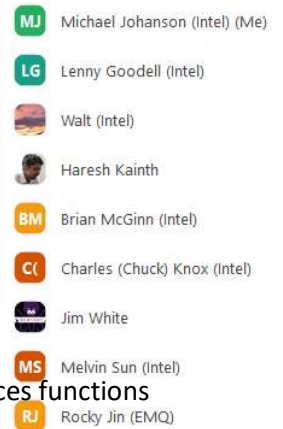 MJ Michael Johanson (Intel) (Me)
LG Lenny Goodell (Intel)
Walt (Intel)
Haresh Kainth
BM Brian McGinn (Intel)
C( Charles (Chuck) Knox (Intel)
Jim White
MS Melvin Sun (Intel)
ces functions
RJ Rocky Jin (EMQ)